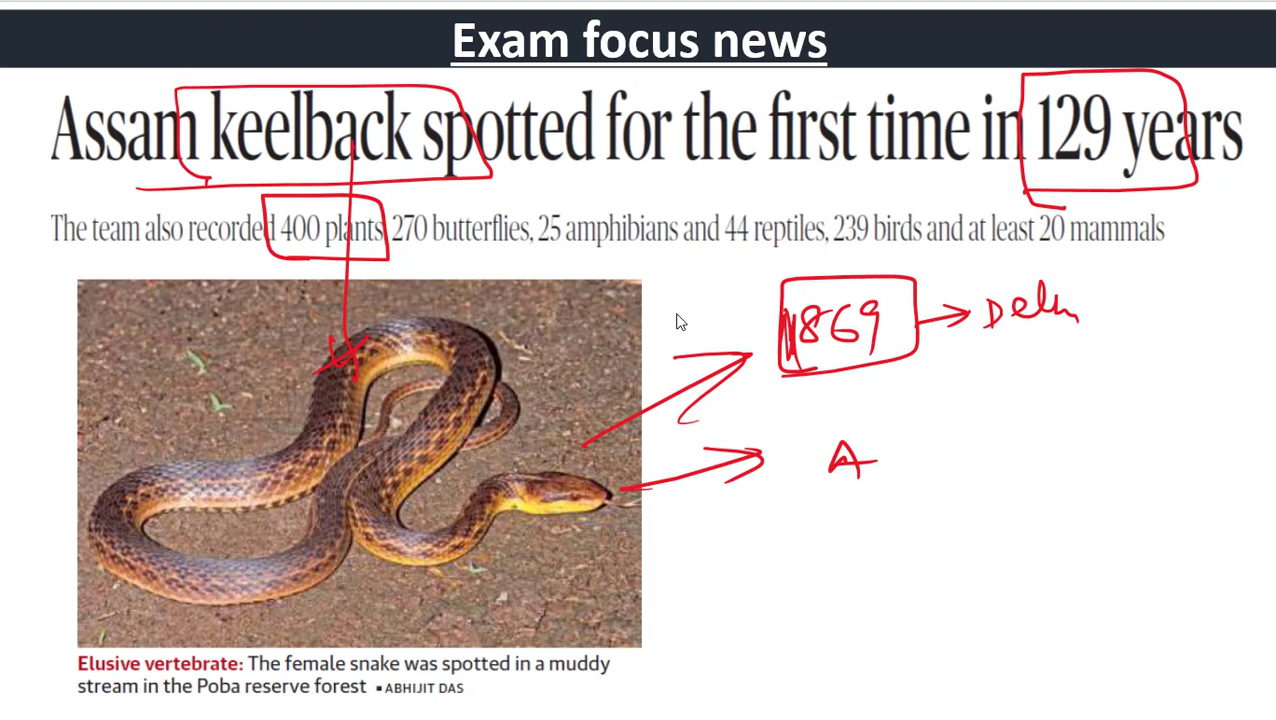 Exam focus news
Assam keelback spotted for the first time in 129 years
The team also recorded 400 plants, 270 butterflies, 25 amphibians and 44 reptiles, 239 birds and at least 20 mammals
1869
A
Elusive vertebrate: The female snake was spotted in a muddy
stream in the Poba reserve forest ▪ ABHIJIT DAS